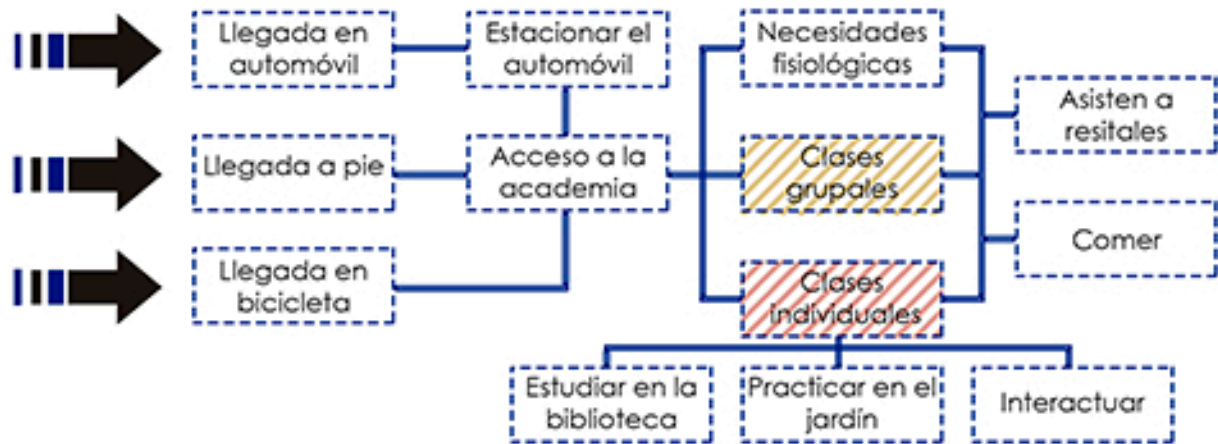 Llegada en
automóvil
Estacionar el
automóvil
Necesidades
fisiológicas
Asisten a
resitales
Llegada a pie
Acceso a la
academia
Clases
grupales
Comer
Llegada en
bicicleta
Clases
individuales
Estudiar en la
biblioteca
Practicar en el
jardín
Interactuar